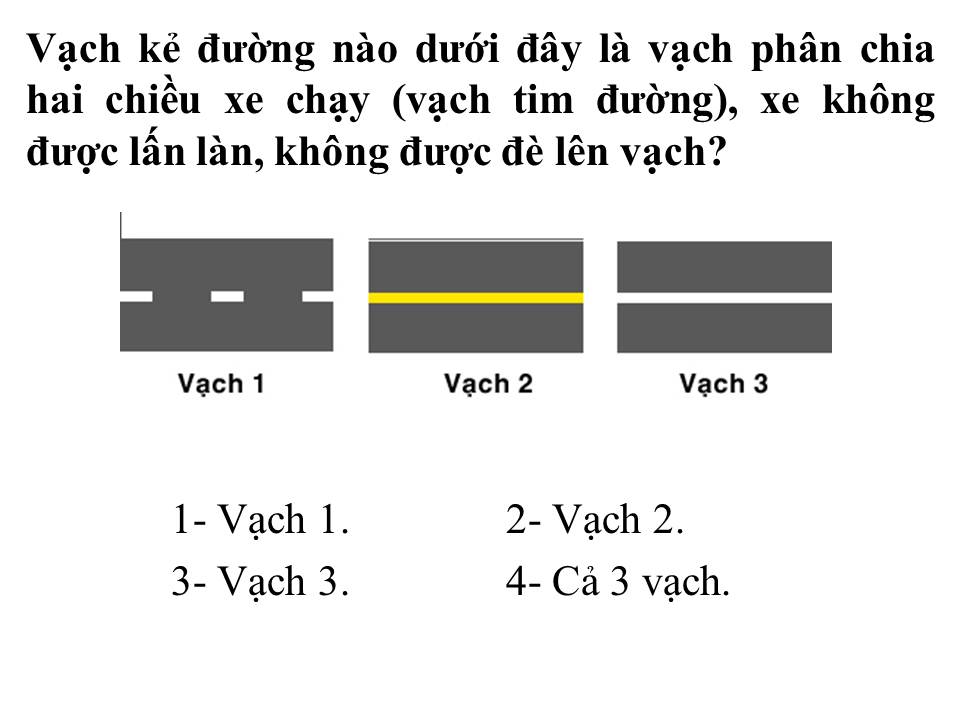 Vạch kẻ đường nào dưới đây là vạch phân chia
hai chiều xe chạy (vạch tim đường), xe không
được lấn làn, không được đè lên vạch?
Vạch 1 Vạch 2 Vạch 3
1- Vạch 1. 2- Vạch 2.
3- Vạch 3. 4- Cả 3 vạch.